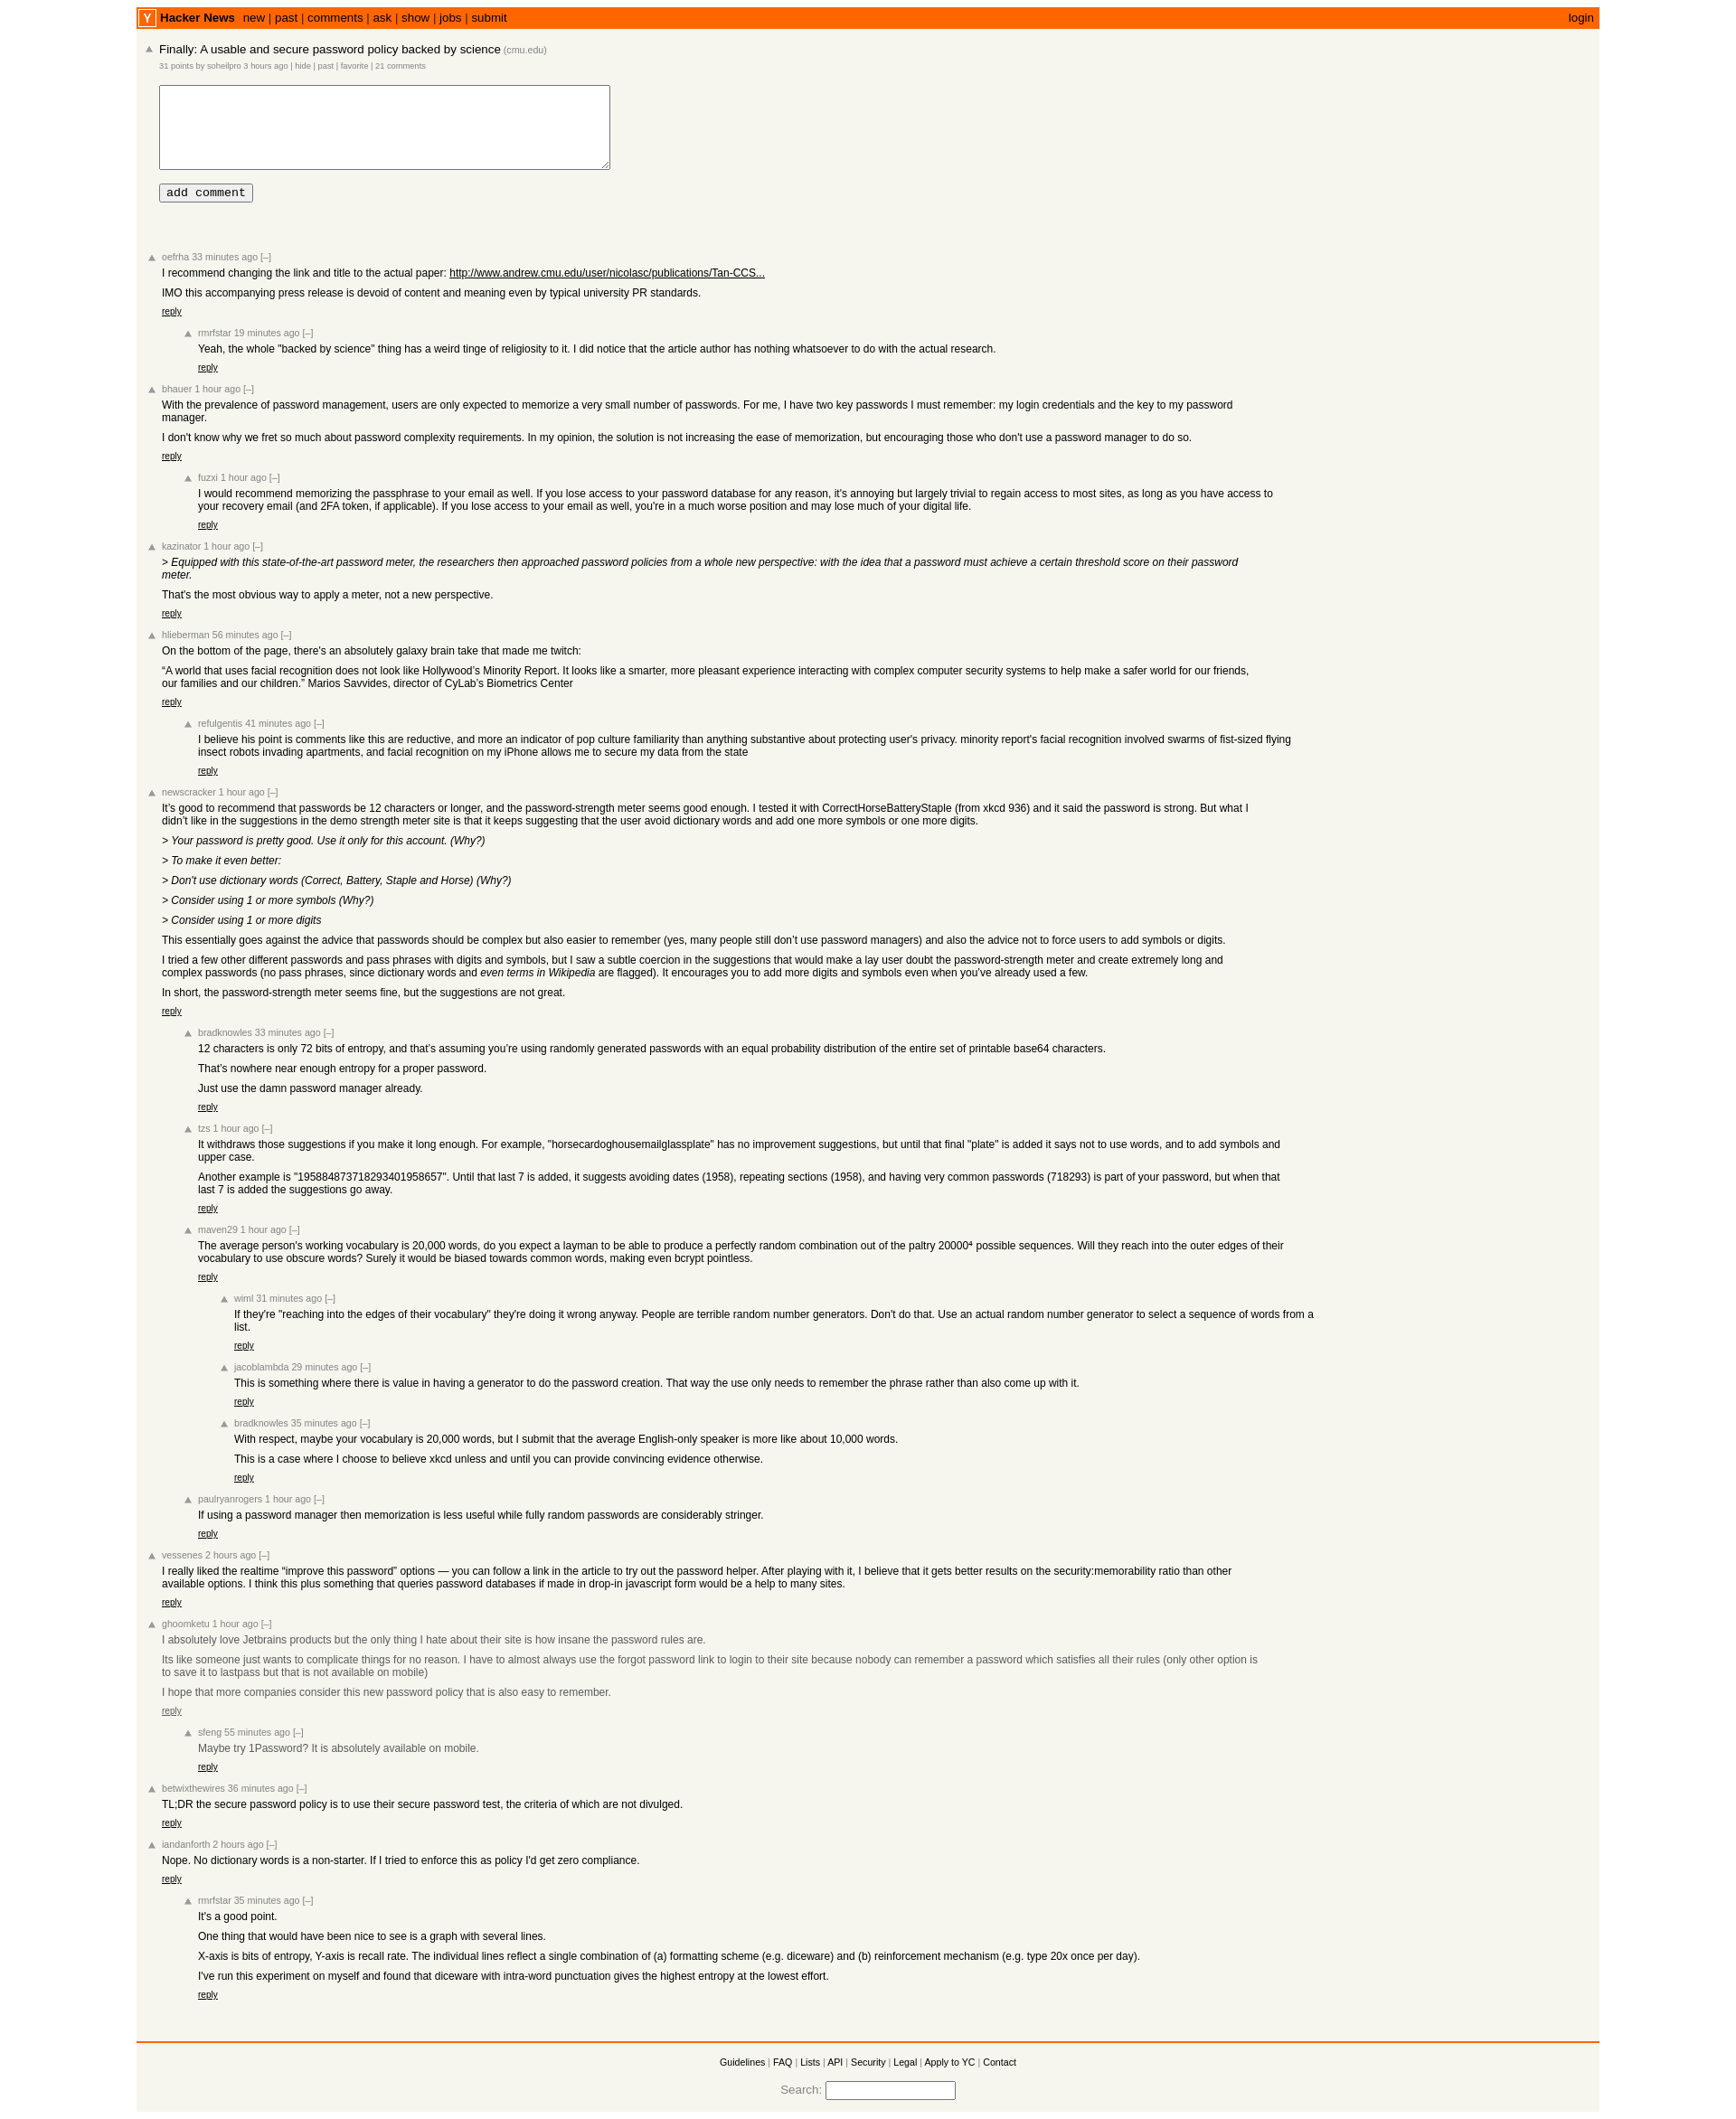 Y Hacker News new | past | comments | ask | show | jobs | submit login
Finally: A usable and secure password policy backed by science (cmu.edu)
31 points by soheilpro 3 hours ago | hide | past | favorite | 21 comments
add comment
oefrha 33 minutes ago [–]
I recommend changing the link and title to the actual paper: http://www.andrew.cmu.edu/user/nicolasc/publications/Tan-CCS...
IMO this accompanying press release is devoid of content and meaning even by typical university PR standards.
reply
rmrfstar 19 minutes ago [–]
Yeah, the whole "backed by science" thing has a weird tinge of religiosity to it. I did notice that the article author has nothing whatsoever to do with the actual research.
reply
bhauer 1 hour ago [–]
With the prevalence of password management, users are only expected to memorize a very small number of passwords. For me, I have two key passwords I must remember: my login credentials and the key to my password
manager.
I don't know why we fret so much about password complexity requirements. In my opinion, the solution is not increasing the ease of memorization, but encouraging those who don't use a password manager to do so.
reply
fuzxi 1 hour ago [–]
I would recommend memorizing the passphrase to your email as well. If you lose access to your password database for any reason, it's annoying but largely trivial to regain access to most sites, as long as you have access to
your recovery email (and 2FA token, if applicable). If you lose access to your email as well, you're in a much worse position and may lose much of your digital life.
reply
kazinator 1 hour ago [–]
> Equipped with this state-of-the-art password meter, the researchers then approached password policies from a whole new perspective: with the idea that a password must achieve a certain threshold score on their password
meter.
That's the most obvious way to apply a meter, not a new perspective.
reply
hlieberman 56 minutes ago [–]
On the bottom of the page, there's an absolutely galaxy brain take that made me twitch:
“A world that uses facial recognition does not look like Hollywood’s Minority Report. It looks like a smarter, more pleasant experience interacting with complex computer security systems to help make a safer world for our friends,
our families and our children.” Marios Savvides, director of CyLab’s Biometrics Center
reply
refulgentis 41 minutes ago [–]
I believe his point is comments like this are reductive, and more an indicator of pop culture familiarity than anything substantive about protecting user's privacy. minority report's facial recognition involved swarms of fist-sized flying
insect robots invading apartments, and facial recognition on my iPhone allows me to secure my data from the state
reply
newscracker 1 hour ago [–]
It’s good to recommend that passwords be 12 characters or longer, and the password-strength meter seems good enough. I tested it with CorrectHorseBatteryStaple (from xkcd 936) and it said the password is strong. But what I
didn’t like in the suggestions in the demo strength meter site is that it keeps suggesting that the user avoid dictionary words and add one more symbols or one more digits.
> Your password is pretty good. Use it only for this account. (Why?)
> To make it even better:
> Don't use dictionary words (Correct, Battery, Staple and Horse) (Why?)
> Consider using 1 or more symbols (Why?)
> Consider using 1 or more digits
This essentially goes against the advice that passwords should be complex but also easier to remember (yes, many people still don’t use password managers) and also the advice not to force users to add symbols or digits.
I tried a few other different passwords and pass phrases with digits and symbols, but I saw a subtle coercion in the suggestions that would make a lay user doubt the password-strength meter and create extremely long and
complex passwords (no pass phrases, since dictionary words and even terms in Wikipedia are flagged). It encourages you to add more digits and symbols even when you’ve already used a few.
In short, the password-strength meter seems fine, but the suggestions are not great.
reply
bradknowles 33 minutes ago [–]
12 characters is only 72 bits of entropy, and that’s assuming you’re using randomly generated passwords with an equal probability distribution of the entire set of printable base64 characters.
That’s nowhere near enough entropy for a proper password.
Just use the damn password manager already.
reply
tzs 1 hour ago [–]
It withdraws those suggestions if you make it long enough. For example, "horsecardoghousemailglassplate" has no improvement suggestions, but until that final "plate" is added it says not to use words, and to add symbols and
upper case.
Another example is "195884873718293401958657". Until that last 7 is added, it suggests avoiding dates (1958), repeating sections (1958), and having very common passwords (718293) is part of your password, but when that
last 7 is added the suggestions go away.
reply
maven29 1 hour ago [–]
The average person's working vocabulary is 20,000 words, do you expect a layman to be able to produce a perfectly random combination out of the paltry 20000⁴ possible sequences. Will they reach into the outer edges of their
vocabulary to use obscure words? Surely it would be biased towards common words, making even bcrypt pointless.
reply
wiml 31 minutes ago [–]
If they're "reaching into the edges of their vocabulary" they're doing it wrong anyway. People are terrible random number generators. Don't do that. Use an actual random number generator to select a sequence of words from a
list.
reply
jacoblambda 29 minutes ago [–]
This is something where there is value in having a generator to do the password creation. That way the use only needs to remember the phrase rather than also come up with it.
reply
bradknowles 35 minutes ago [–]
With respect, maybe your vocabulary is 20,000 words, but I submit that the average English-only speaker is more like about 10,000 words.
This is a case where I choose to believe xkcd unless and until you can provide convincing evidence otherwise.
reply
paulryanrogers 1 hour ago [–]
If using a password manager then memorization is less useful while fully random passwords are considerably stringer.
reply
vessenes 2 hours ago [–]
I really liked the realtime “improve this password” options — you can follow a link in the article to try out the password helper. After playing with it, I believe that it gets better results on the security:memorability ratio than other
available options. I think this plus something that queries password databases if made in drop-in javascript form would be a help to many sites.
reply
ghoomketu 1 hour ago [–]
I absolutely love Jetbrains products but the only thing I hate about their site is how insane the password rules are.
Its like someone just wants to complicate things for no reason. I have to almost always use the forgot password link to login to their site because nobody can remember a password which satisfies all their rules (only other option is
to save it to lastpass but that is not available on mobile)
I hope that more companies consider this new password policy that is also easy to remember.
reply
sfeng 55 minutes ago [–]
Maybe try 1Password? It is absolutely available on mobile.
reply
betwixthewires 36 minutes ago [–]
TL;DR the secure password policy is to use their secure password test, the criteria of which are not divulged.
reply
iandanforth 2 hours ago [–]
Nope. No dictionary words is a non-starter. If I tried to enforce this as policy I'd get zero compliance.
reply
rmrfstar 35 minutes ago [–]
It's a good point.
One thing that would have been nice to see is a graph with several lines.
X-axis is bits of entropy, Y-axis is recall rate. The individual lines reflect a single combination of (a) formatting scheme (e.g. diceware) and (b) reinforcement mechanism (e.g. type 20x once per day).
I've run this experiment on myself and found that diceware with intra-word punctuation gives the highest entropy at the lowest effort.
reply
Guidelines | FAQ | Lists | API | Security | Legal | Apply to YC | Contact
Search: